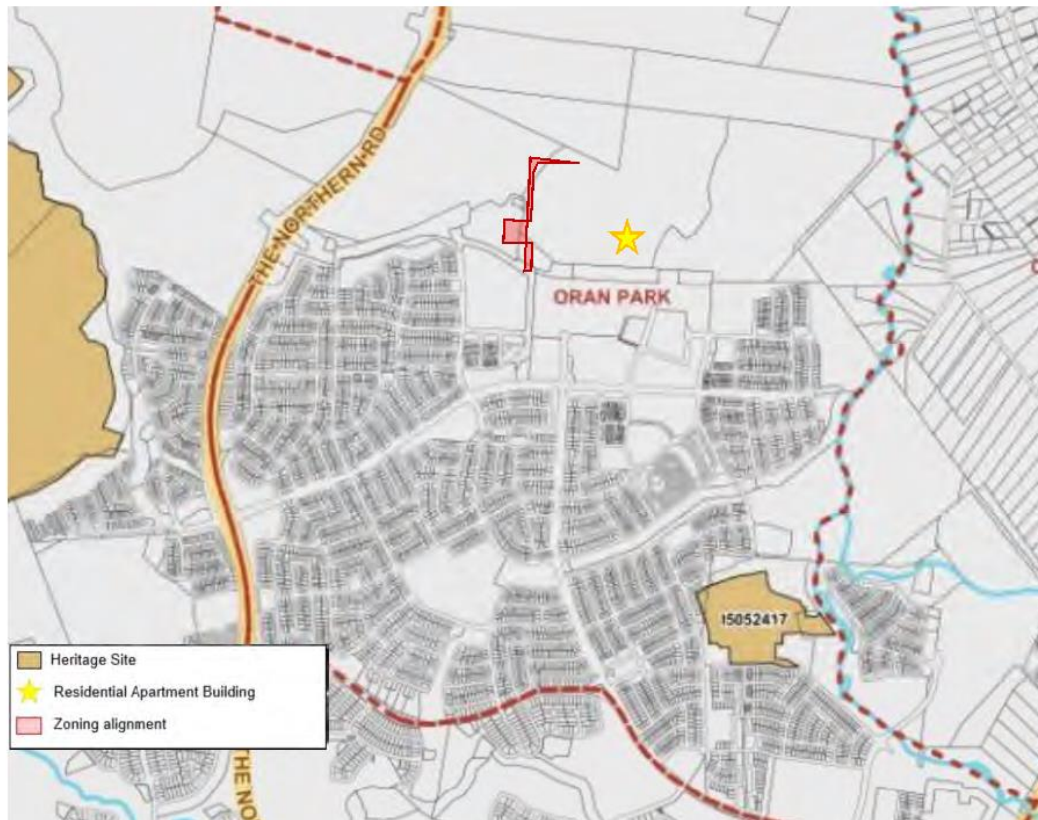 THE NORTHERN RD
ORAN PARK
I5052417
Heritage Site
Residential Apartment Building
Zoning alignment
THE NO